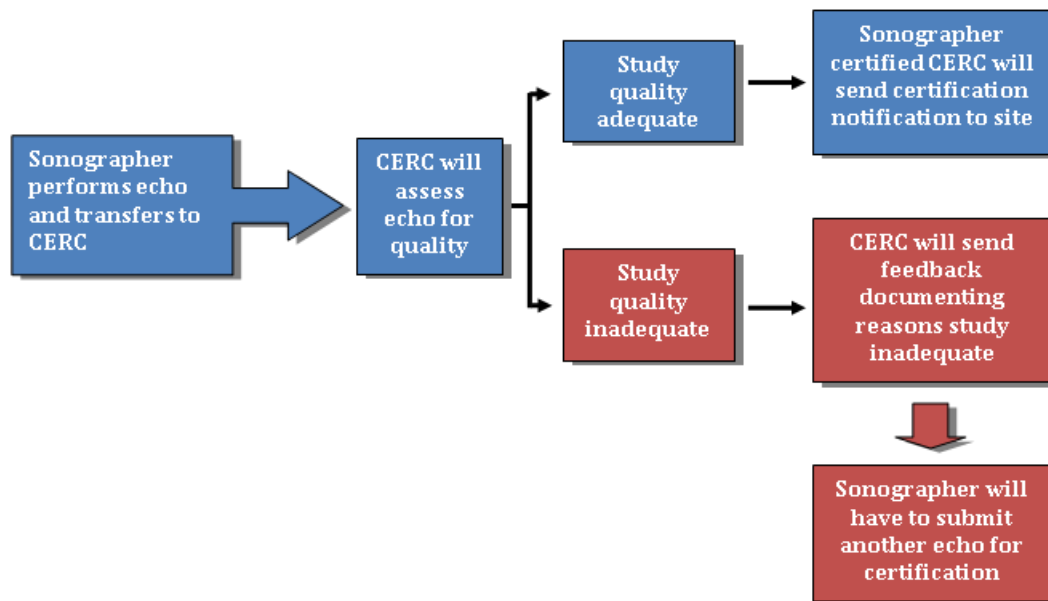 Sonographer
performs echo
and transfers to
CERC
CERC will
assess
echo for
quality
Study
quality
adequate
Sonographer
certified CERC will
send certification
notification to site
Study
quality
inadequate
CERC will send
feedback
documenting
reasons study
inadequate
Sonographer will
have to submit
another echo for
certification